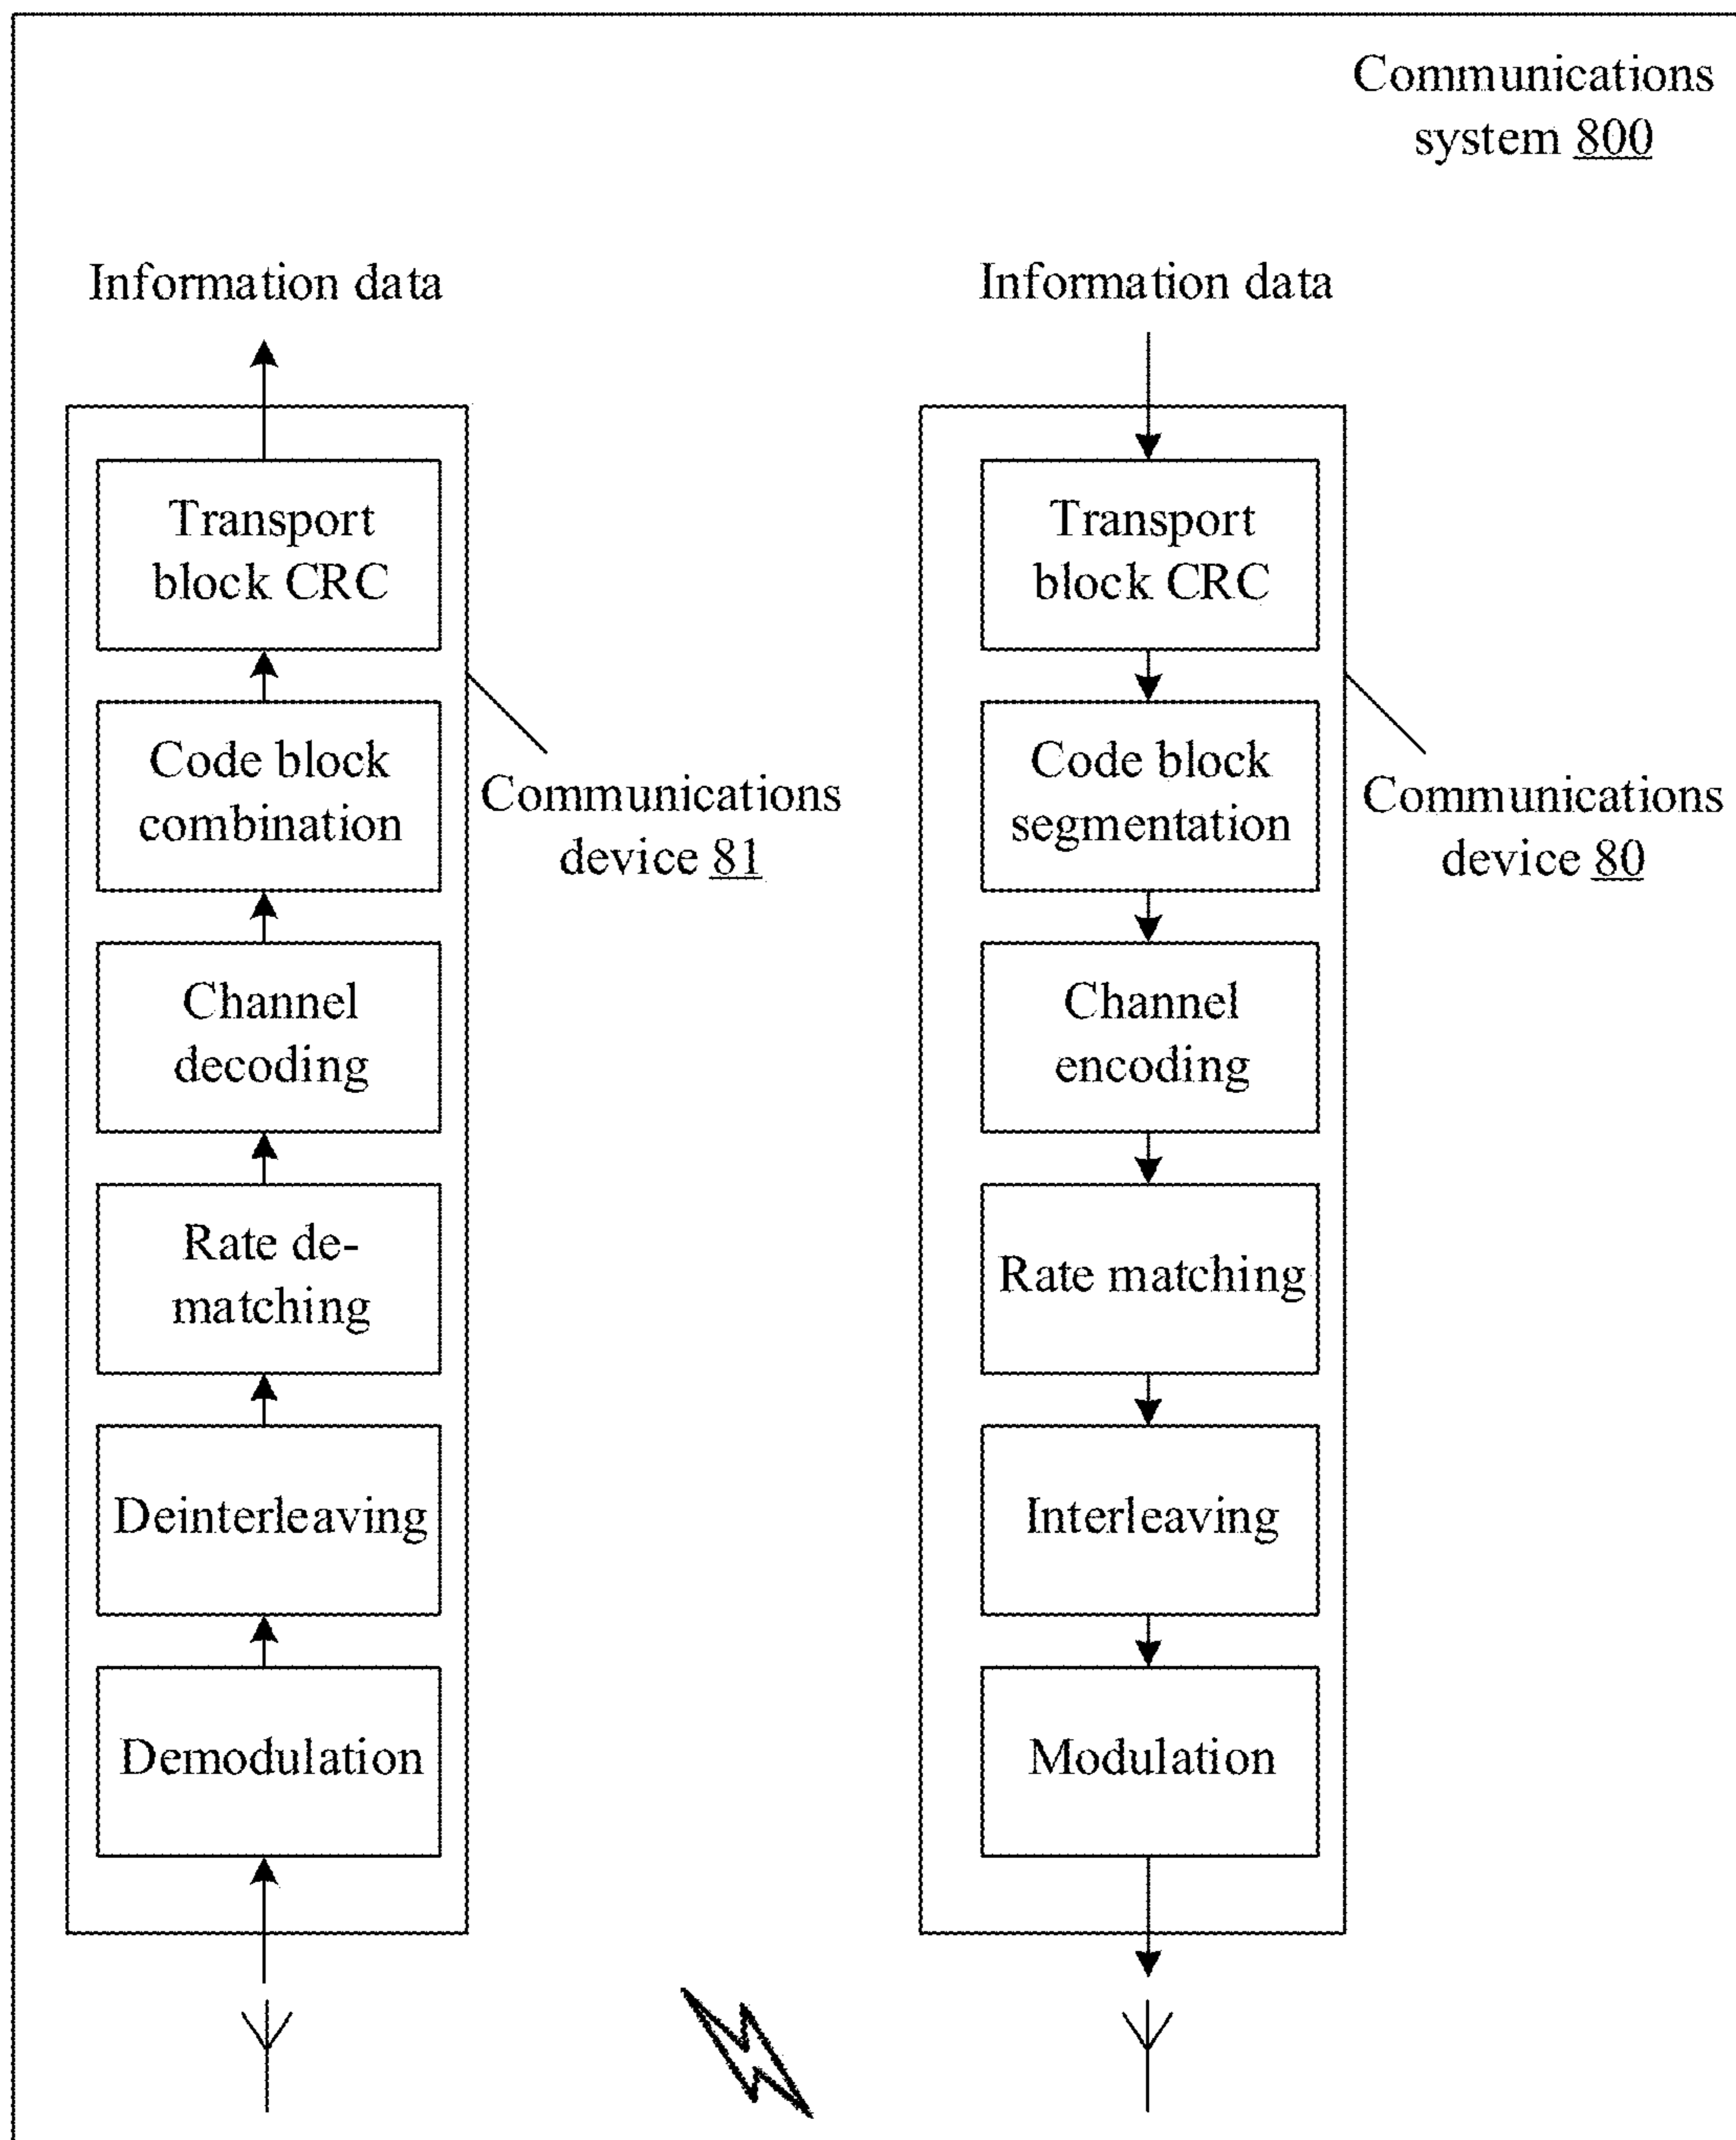 Communications
system 800
Information data
Transport
block CRC
Code block
combination
Channel
decoding
Rate de-
matching
Deinterleaving
Demodulation
Communications
device 81
Information data
Transport
block CRC
Code block
segmentation
Channel
encoding
Rate matching
Interleaving
Modulation
Communications
device 80